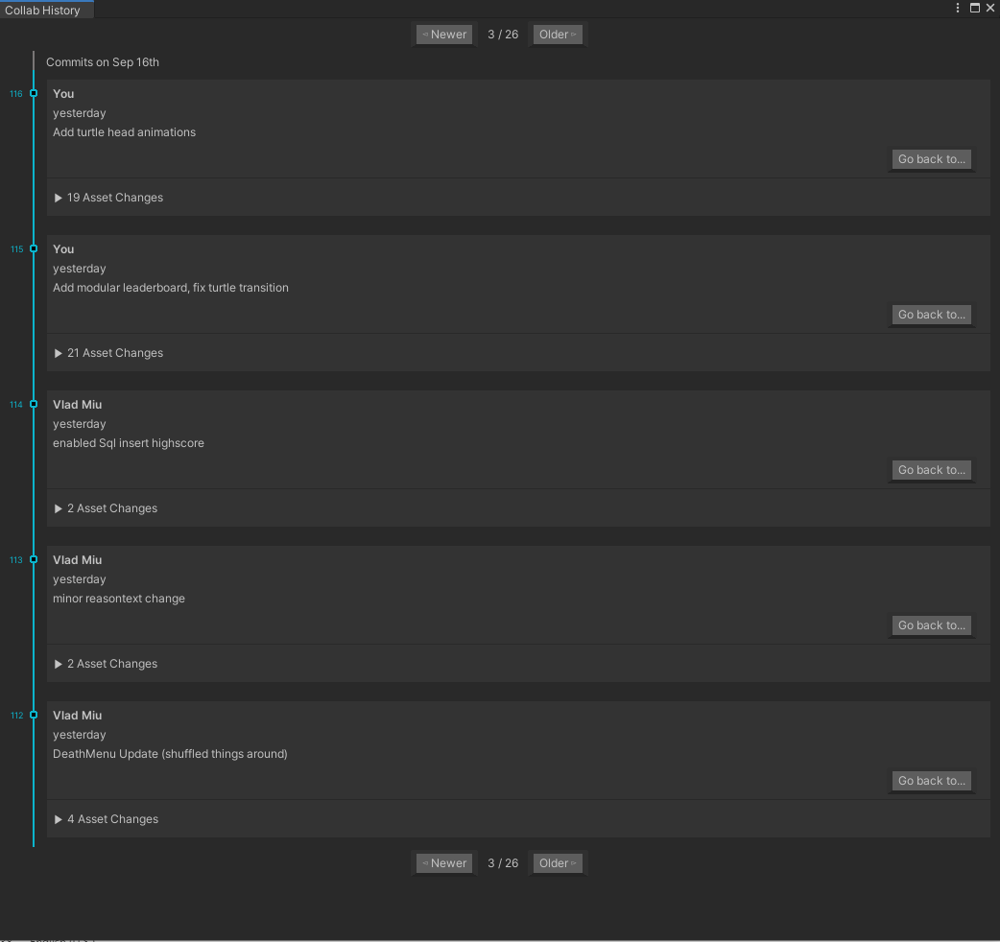 Collab History
Newer 3 / 26 Older
Commits on Sep 16th
116 You
yesterday
Add turtle head animations
Go back to...
19 Asset Changes
115 You
yesterday
Add modular leaderboard, fix turtle transition
Go back to...
21 Asset Changes
114 Vlad Miu
yesterday
enabled Sql insert highscore
Go back to...
2 Asset Changes
113 Vlad Miu
yesterday
minor reasontext change
Go back to...
2 Asset Changes
112 Vlad Miu
yesterday
DeathMenu Update (shuffled things around)
Go back to...
4 Asset Changes
Newer 3 / 26 Older